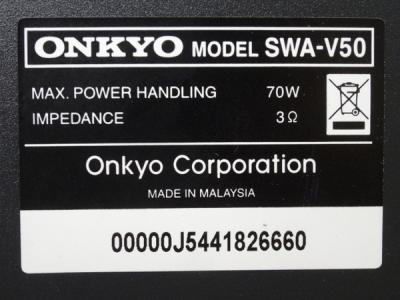 ONKYO MODEL SWA-V50
MAX. POWER HANDLING 70W
IMPEDANCE 3Ω
Onkyo Corporation
MADE IN MALAYSIA
00000J5441826660